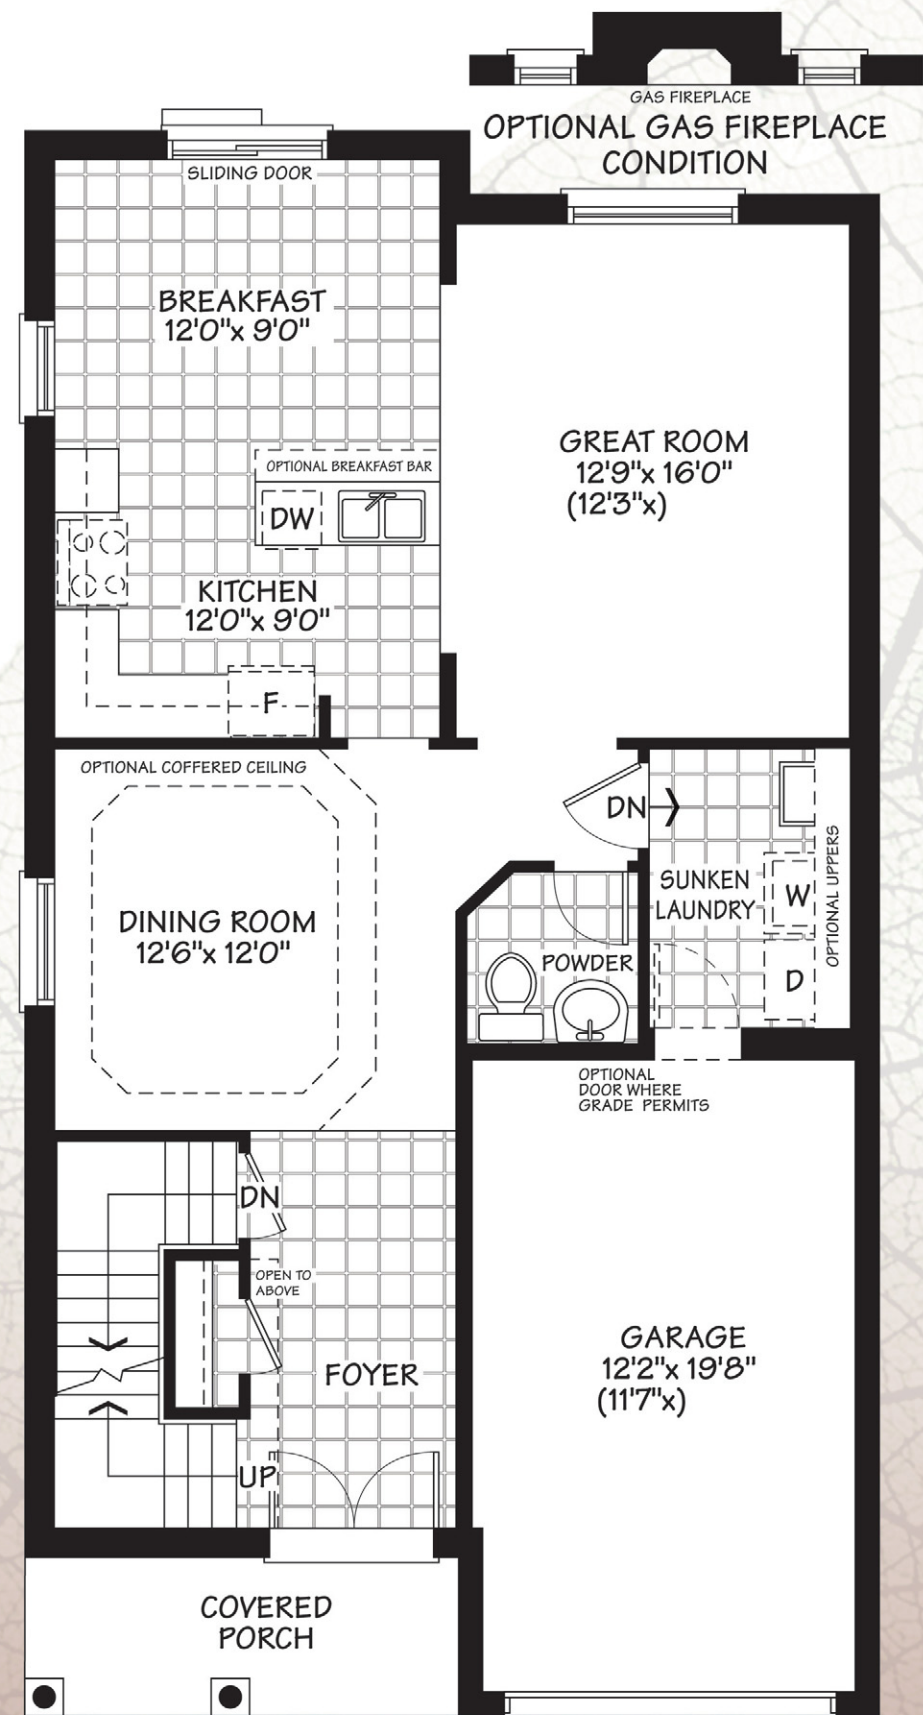 GAS FIREPLACE
OPTIONAL GAS FIREPLACE
CONDITION
SLIDING DOOR
BREAKFAST
12'0"x 9'0"
GREAT ROOM
12'9"x 16'0"
(12'3"x)
OPTIONAL BREAKFAST BAR
DW
KITCHEN
12'0"x 9'0"
F
OPTIONAL COFFERED CEILING
DN
SUNKEN
LAUNDRY
W
D
OPTIONAL UPPERS
DINING ROOM
12'6"x 12'0"
POWDER
OPTIONAL
DOOR WHERE
GRADE PERMITS
DN
OPEN TO
ABOVE
FOYER
UP
GARAGE
12'2"x 19'8"
(11'7"x)
COVERED
PORCH